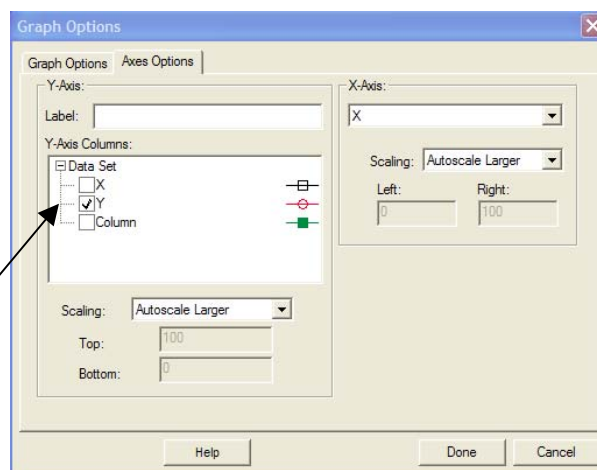 Graph Options
Graph Options Axes Options
Y-Axis:
Label:
Y-Axis Columns:
Data Set
X
Y
Column
Scaling: Autoscale Larger
Top: 100
Bottom: 0
X-Axis:
X
Scaling: Autoscale Larger
Left: Right:
0 100
Help Done Cancel